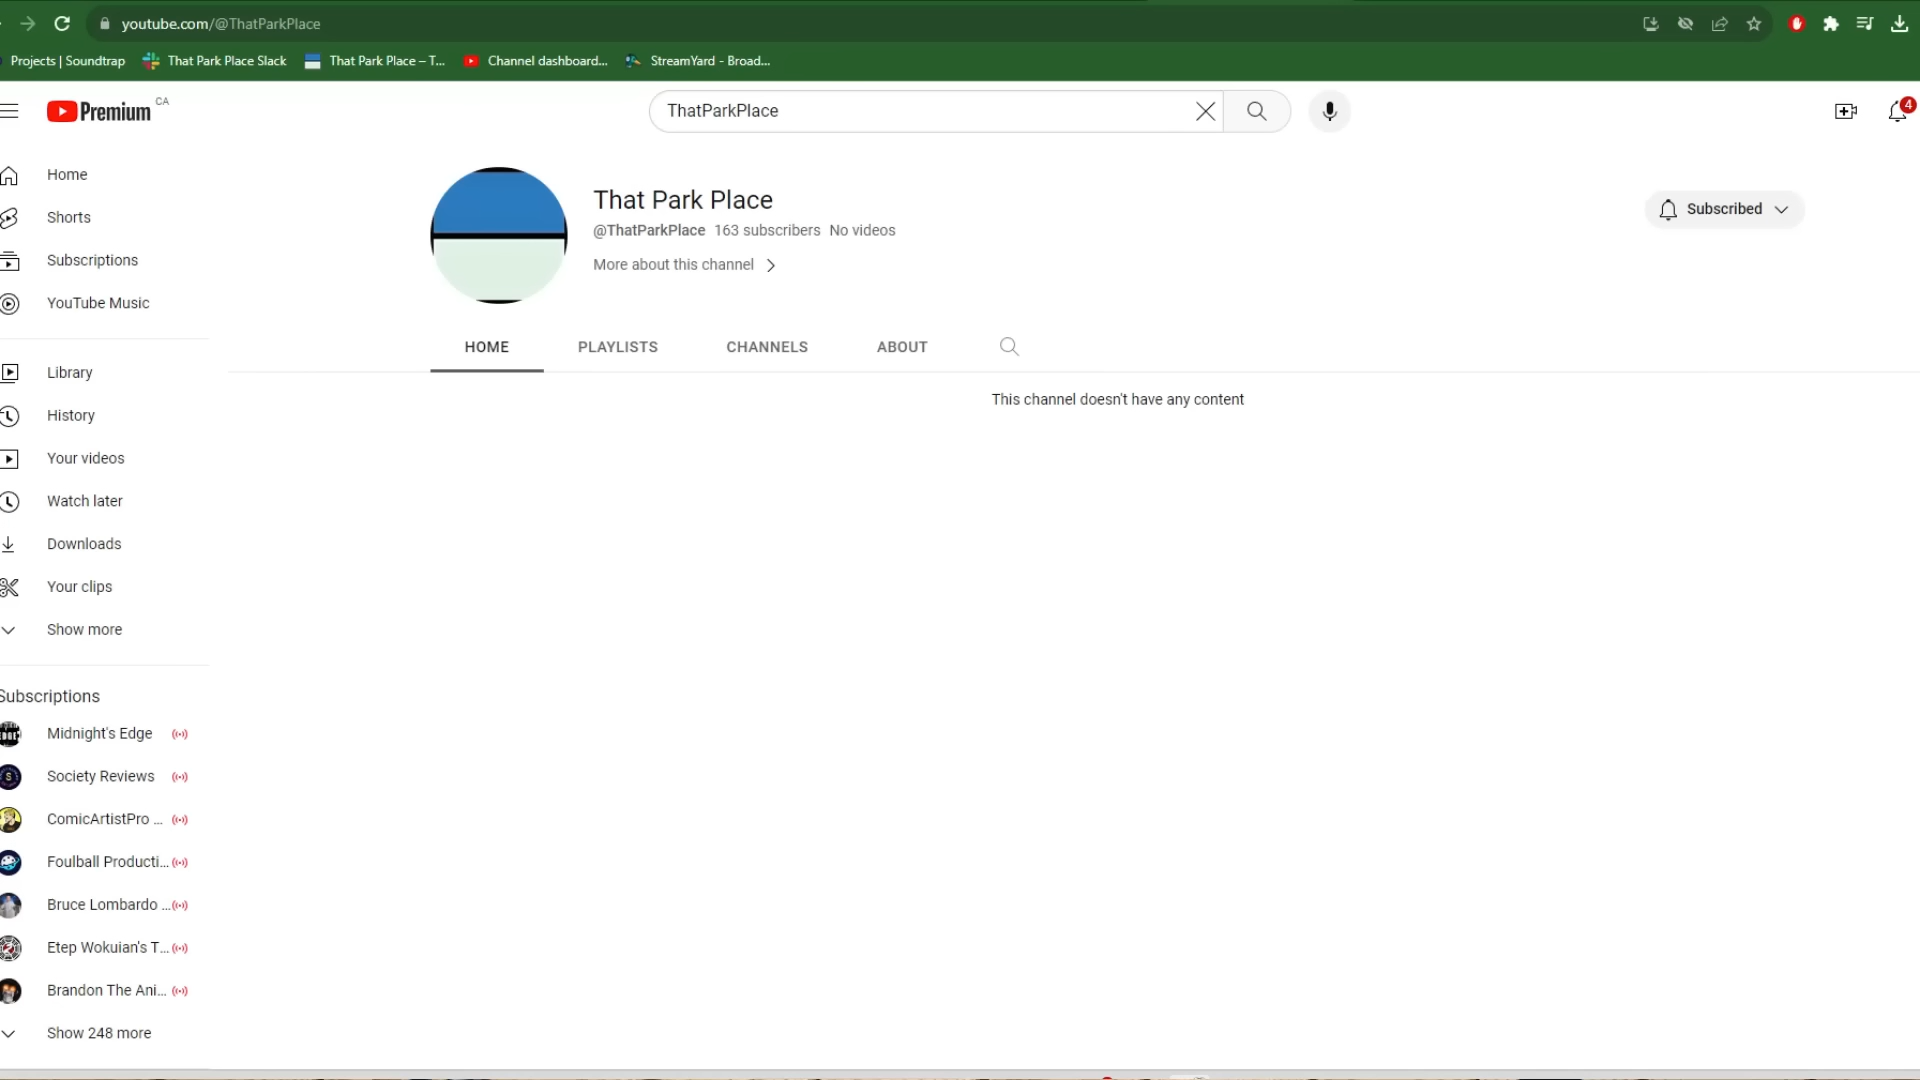 youtube.com/@ThatParkPlace
Projects | Soundtrap
That Park Place Slack
That Park Place – T...
Channel dashboard...
StreamYard - Broad...
Premium CA
ThatParkPlace
4
Home
Shorts
Subscriptions
YouTube Music
Library
History
Your videos
Watch later
Downloads
Your clips
Show more
Subscriptions
Midnight's Edge
Society Reviews
ComicArtistPro ...
Foulball Producti...
Bruce Lombardo ...
Etep Wokuian's T...
Brandon The Ani...
Show 248 more
That Park Place
@ThatParkPlace 163 subscribers No videos
More about this channel
Subscribed
HOME
PLAYLISTS
CHANNELS
ABOUT
This channel doesn't have any content